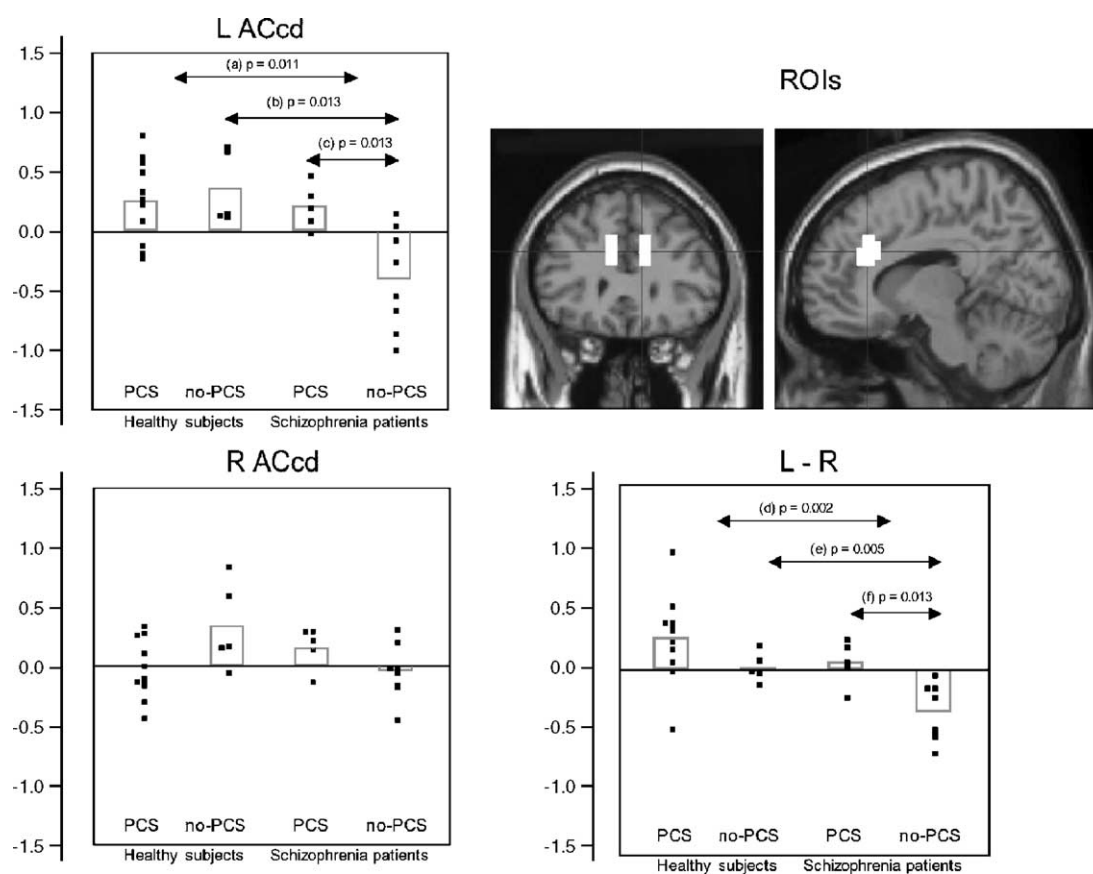 L ACcd
1.5
1.0
0.5
0.0
-0.5
-1.0
-1.5
(a) p = 0.011
(b) p = 0.013
(c) p = 0.013
PCS no-PCS PCS no-PCS
Healthy subjects Schizophrenia patients
ROIs
R ACcd
1.5
1.0
0.5
0.0
-0.5
-1.0
-1.5
PCS no-PCS PCS no-PCS
Healthy subjects Schizophrenia patients
L - R
1.5
1.0
0.5
0.0
-0.5
-1.0
-1.5
(d) p = 0.002
(e) p = 0.005
(f) p = 0.013
PCS no-PCS PCS no-PCS
Healthy subjects Schizophrenia patients